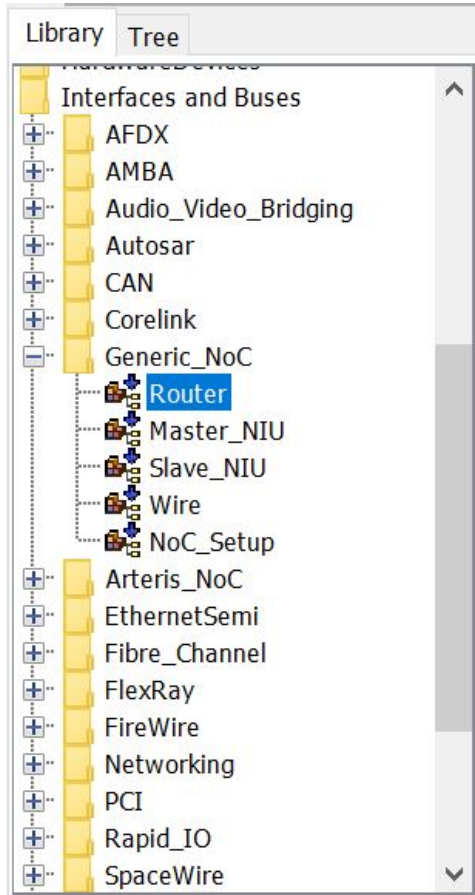 Library Tree
HardwareDevices
Interfaces and Buses
AFDX
AMBA
Audio_Video_Bridging
Autosar
CAN
Corelink
Generic_NoC
Router
Master_NIU
Slave_NIU
Wire
NoC_Setup
Arteris_NoC
EthernetSemi
Fibre_Channel
FlexRay
FireWire
Networking
PCI
Rapid_IO
SpaceWire